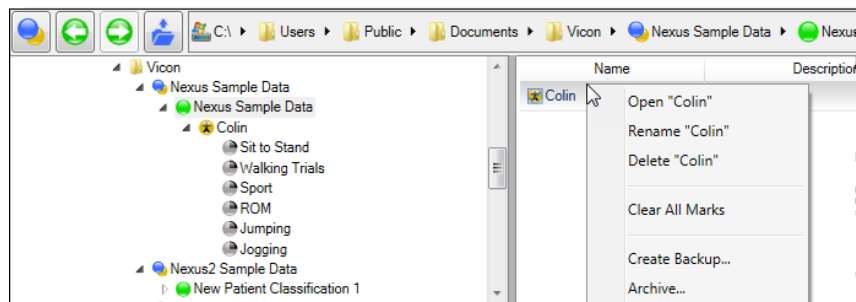 C:\ Users Public Documents Vicon Nexus Sample Data Nexus
Vicon
Nexus Sample Data
Nexus Sample Data
Colin
Sit to Stand
Walking Trials
Sport
ROM
Jumping
Jogging
Nexus2 Sample Data
New Patient Classification 1
Name Description
Colin
Open "Colin"
Rename "Colin"
Delete "Colin"
Clear All Marks
Create Backup...
Archive...